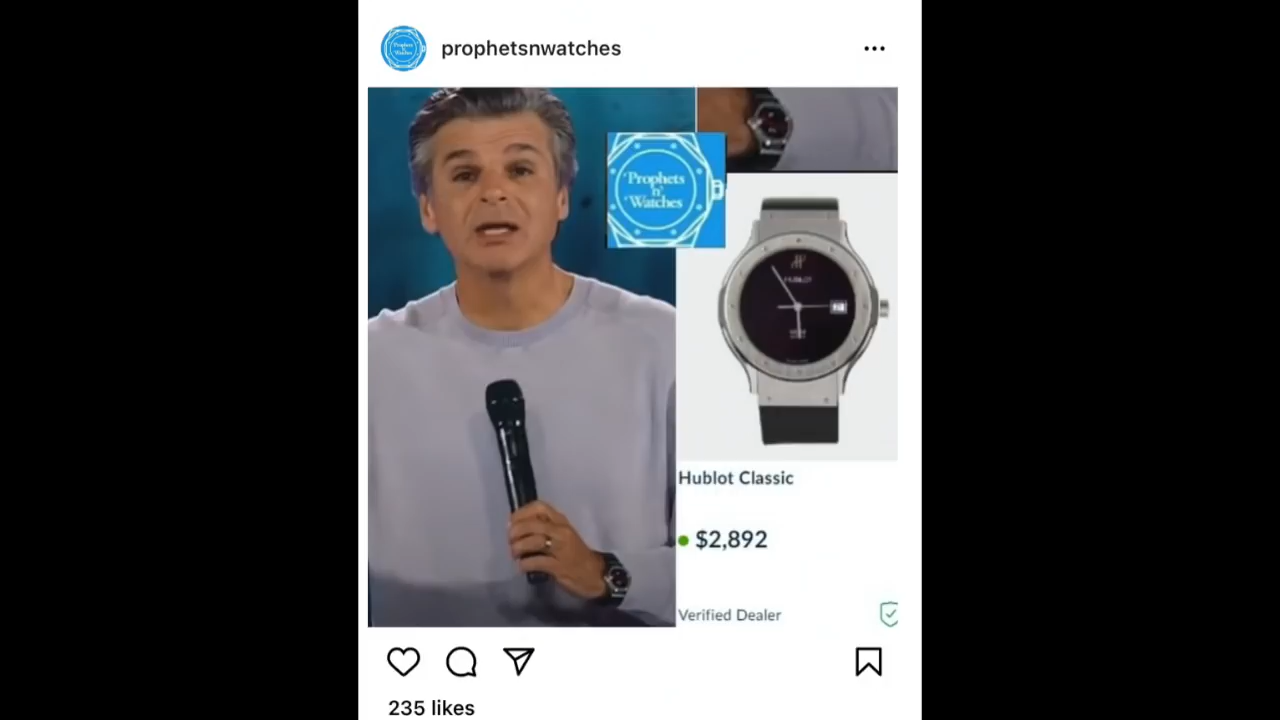 prophetsnwatches
'Prophets
'n'
'Watches
HUBLOT
Hublot Classic
$2,892
Verified Dealer
235 likes